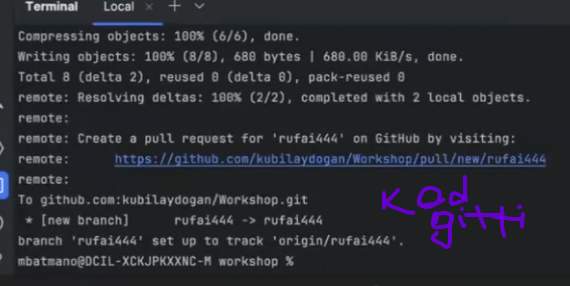 Terminal Local × +
Compressing objects: 100% (6/6), done.
Writing objects: 100% (8/8), 680 bytes | 680.00 KiB/s, done.
Total 8 (delta 2), reused 0 (delta 0), pack-reused 0
remote: Resolving deltas: 100% (2/2), completed with 2 local objects.
remote:
remote: Create a pull request for 'rufai444' on GitHub by visiting:
remote:      https://github.com/kubilaydogan/Workshop/pull/new/rufai444
remote:
To github.com:kubilaydogan/Workshop.git
 * [new branch]      rufai444 -> rufai444
branch 'rufai444' set up to track 'origin/rufai444'.
mbatmano@DCIL-XCKJPKXXNC-M workshop %
Kod
gitti